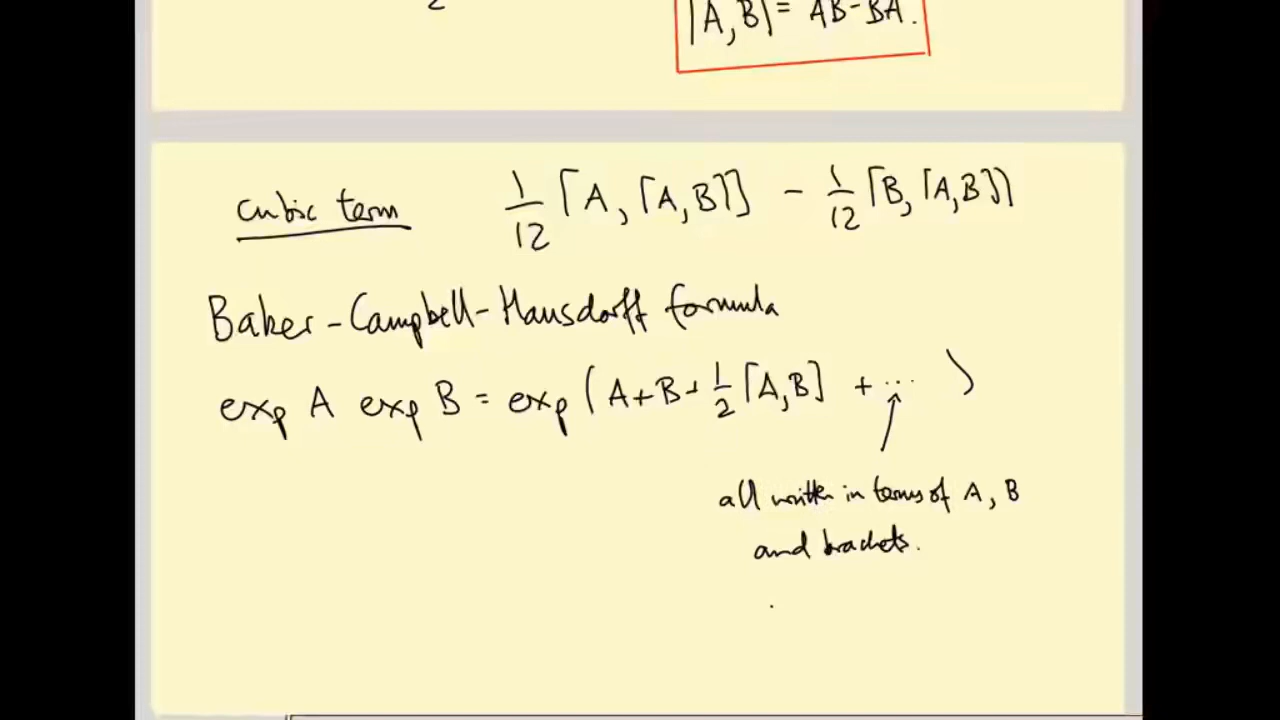 2
[A,B] = AB-BA.
cubic term 1/12 [A, [A,B]] - 1/12 [B, [A,B]]
Baker-Campbell-Hausdorff formula
exp A exp B = exp (A+B+ 1/2 [A,B] + ... )
all written in terms of A, B
and brackets.